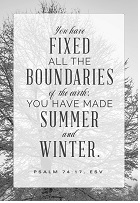 You have
FIXED
ALL THE
BOUNDARIES
of the earth;
YOU HAVE MADE
SUMMER
and
WINTER.
PSALM 74:17, ESV